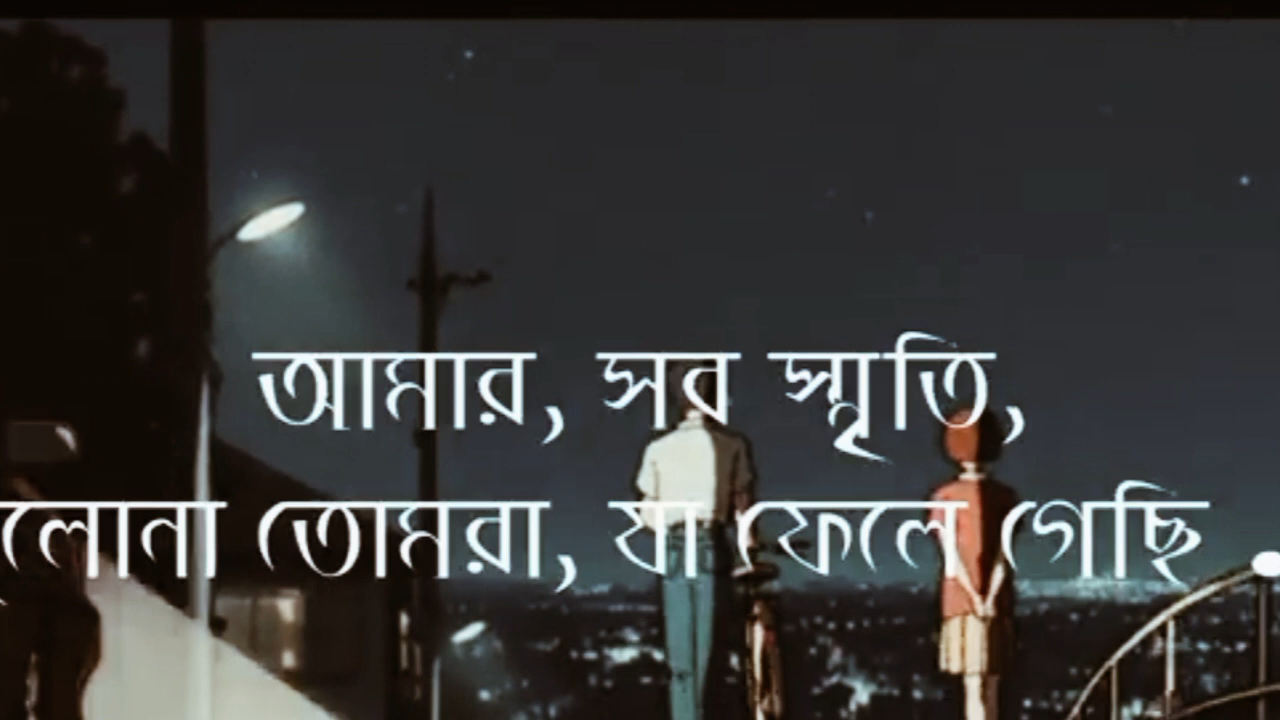 আমার, সব স্মৃতি,
তোমরা, যা ফেলে গেছি